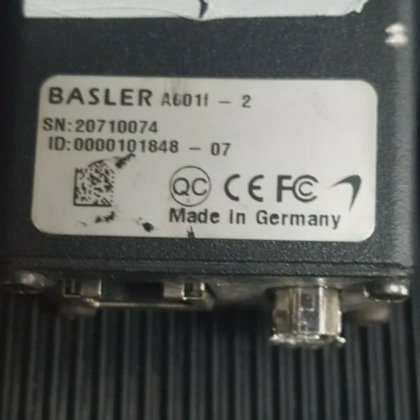 BASLER A601f - 2
SN:20710074
ID:0000101848 - 07
QC CE FC
Made in Germany